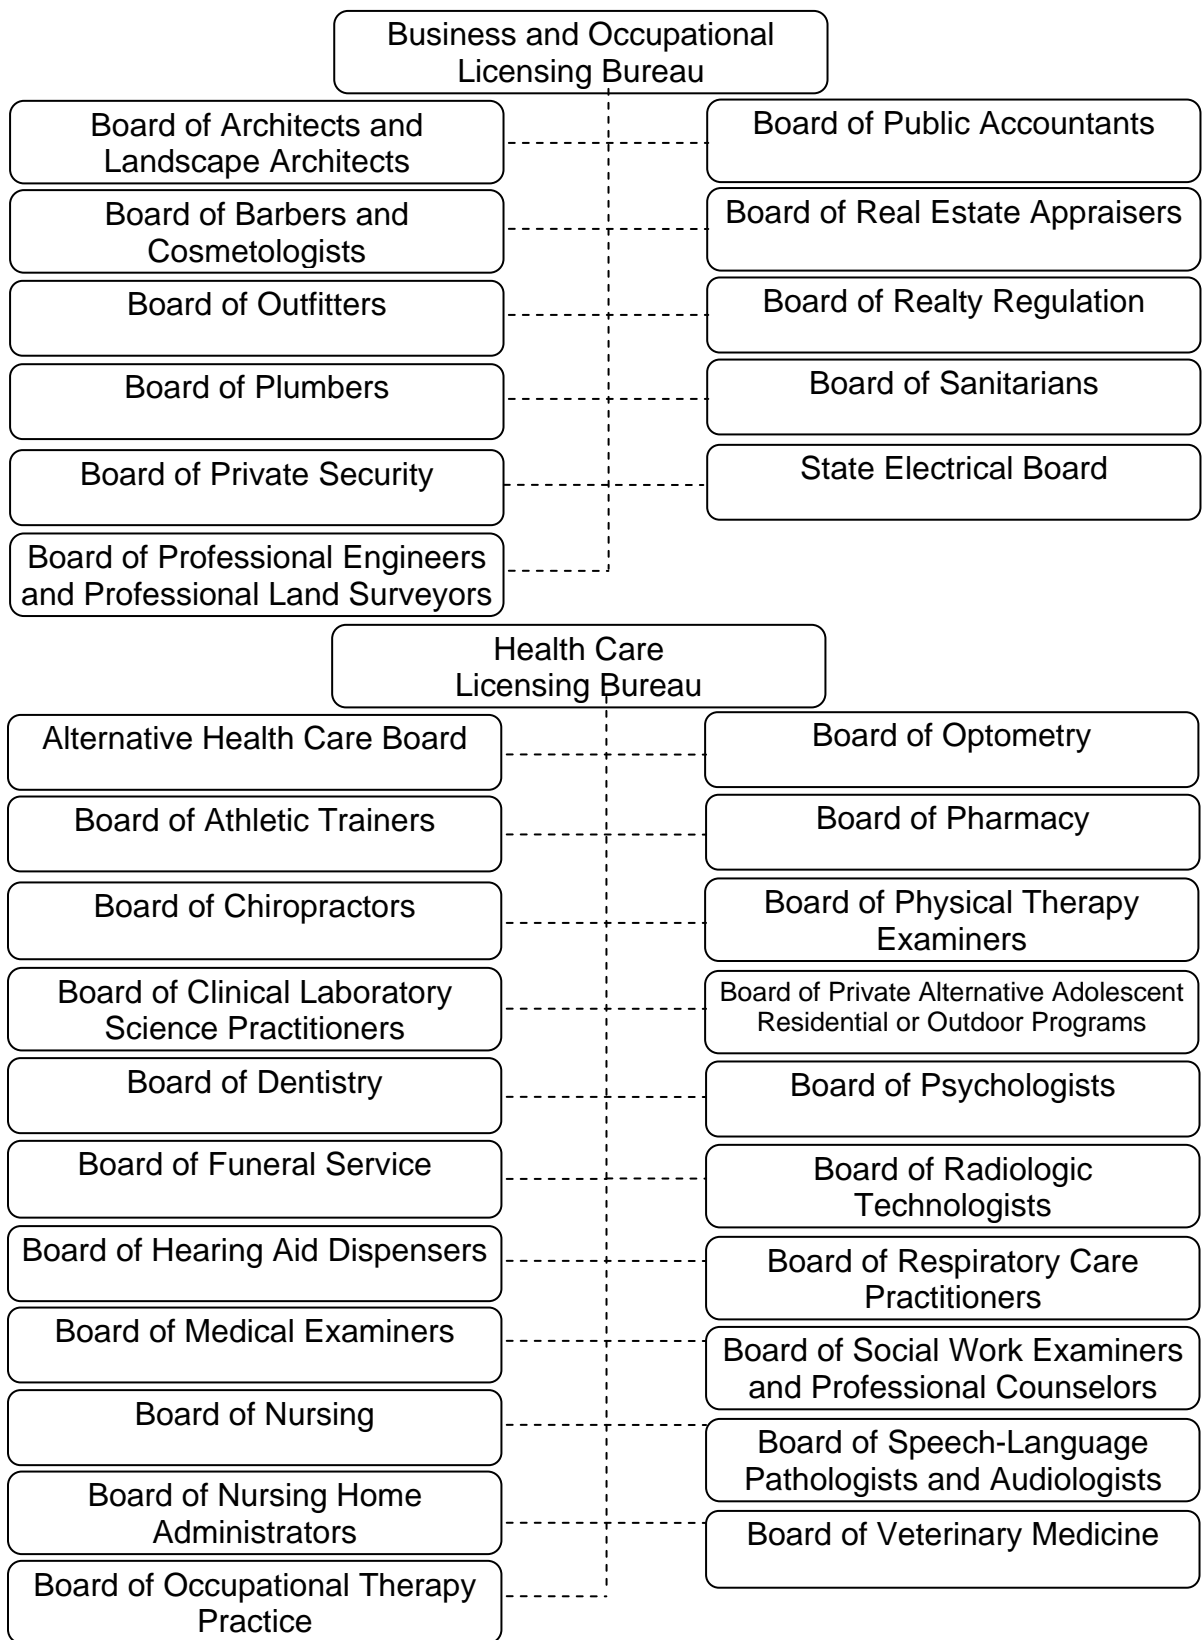 Business and Occupational
Licensing Bureau
Board of Architects and
Landscape Architects
Board of Barbers and
Cosmetologists
Board of Outfitters
Board of Plumbers
Board of Private Security
Board of Professional Engineers
and Professional Land Surveyors
Board of Public Accountants
Board of Real Estate Appraisers
Board of Realty Regulation
Board of Sanitarians
State Electrical Board
Health Care
Licensing Bureau
Alternative Health Care Board
Board of Athletic Trainers
Board of Chiropractors
Board of Clinical Laboratory
Science Practitioners
Board of Dentistry
Board of Funeral Service
Board of Hearing Aid Dispensers
Board of Medical Examiners
Board of Nursing
Board of Nursing Home
Administrators
Board of Occupational Therapy
Practice
Board of Optometry
Board of Pharmacy
Board of Physical Therapy
Examiners
Board of Private Alternative Adolescent
Residential or Outdoor Programs
Board of Psychologists
Board of Radiologic
Technologists
Board of Respiratory Care
Practitioners
Board of Social Work Examiners
and Professional Counselors
Board of Speech-Language
Pathologists and Audiologists
Board of Veterinary Medicine